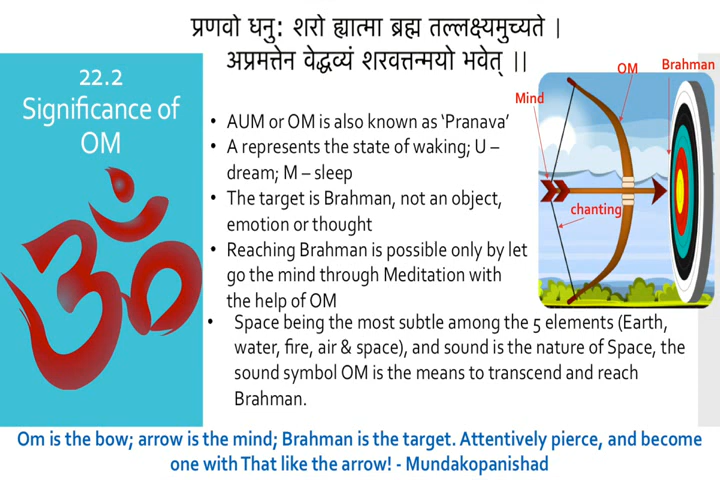 प्रणवो धनु: शरो ह्यात्मा ब्रह्म तल्लक्ष्यमुच्यते ।
अप्रमत्तेन वेद्धव्यं शरवत्तन्मयो भवेत् ।।
22.2
Significance of
OM
ॐ
• AUM or OM is also known as ‘Pranava’
• A represents the state of waking; U –
dream; M – sleep
• The target is Brahman, not an object,
emotion or thought
• Reaching Brahman is possible only by let
go the mind through Meditation with
the help of OM
• Space being the most subtle among the 5 elements (Earth,
water, fire, air & space), and sound is the nature of Space, the
sound symbol OM is the means to transcend and reach
Brahman.
Mind
OM
Brahman
chanting
Om is the bow; arrow is the mind; Brahman is the target. Attentively pierce, and become
one with That like the arrow! - Mundakopanishad